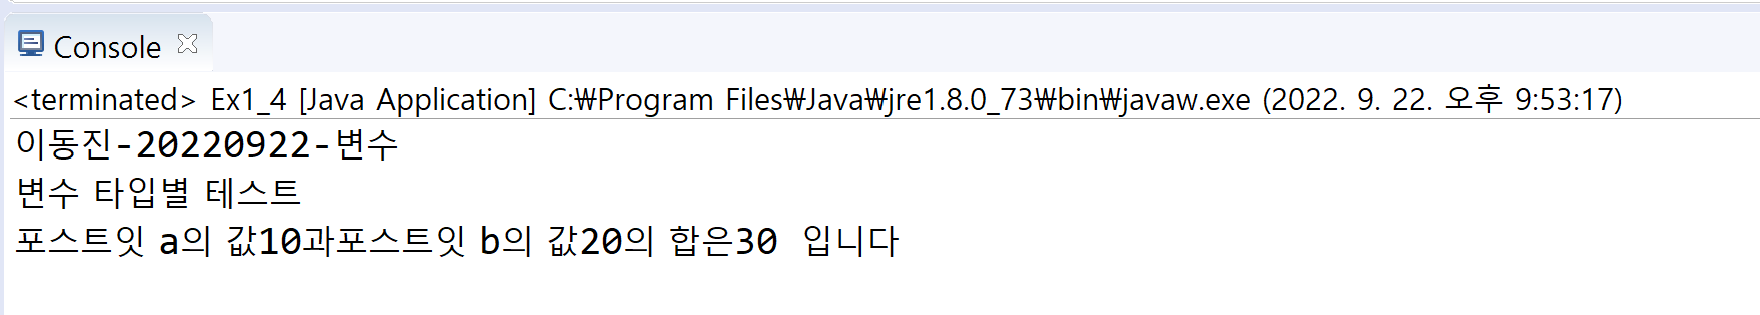 Console
<terminated> Ex1_4 [Java Application] C:₩Program Files₩Java₩jre1.8.0_73₩bin₩javaw.exe (2022. 9. 22. 오후 9:53:17)
이동진-20220922-변수
변수 타입별 테스트
포스트잇 a의 값10과포스트잇 b의 값20의 합은30 입니다